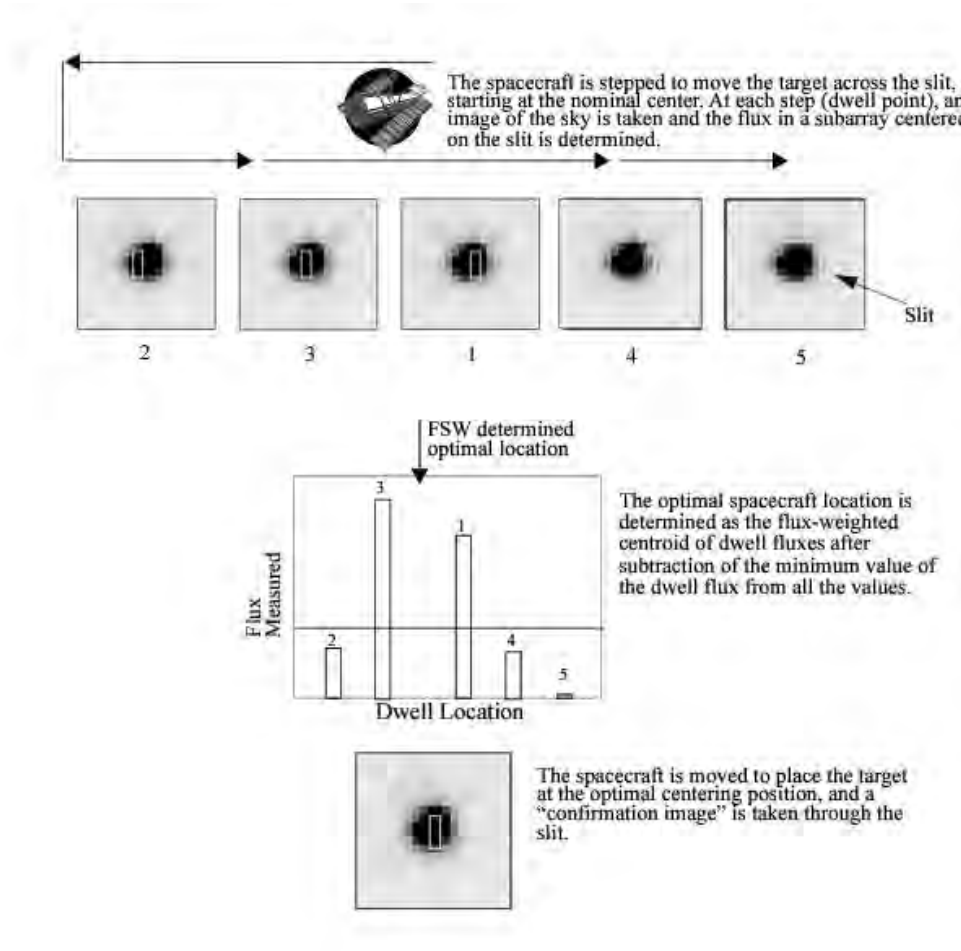 The spacecraft is stepped to move the target across the slit,
starting at the nominal center. At each step (dwell point), an
image of the sky is taken and the flux in a subarray centered
on the slit is determined.
Slit
2 3 1 4 5
FSW determined
optimal location
3
1
2
4
5
Flux
Measured
Dwell Location
The optimal spacecraft location is
determined as the flux-weighted
centroid of dwell fluxes after
subtraction of the minimum value of
the dwell flux from all the values.
The spacecraft is moved to place the target
at the optimal centering position, and a
“confirmation image” is taken through the
slit.